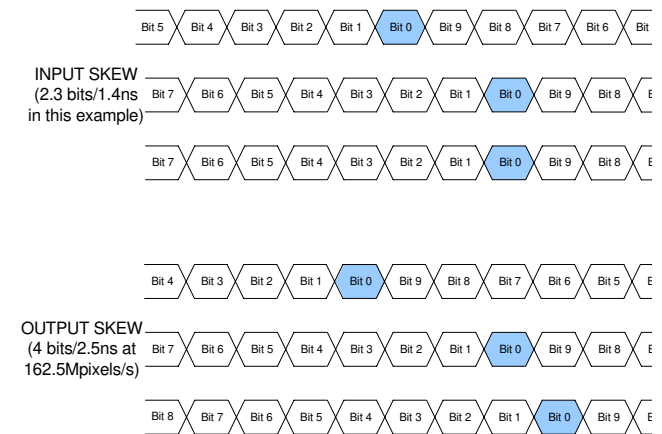 Bit 5 Bit 4 Bit 3 Bit 2 Bit 1 Bit 0 Bit 9 Bit 8 Bit 7 Bit 6 Bit
INPUT SKEW
(2.3 bits/1.4ns
in this example)
Bit 7 Bit 6 Bit 5 Bit 4 Bit 3 Bit 2 Bit 1 Bit 0 Bit 9 Bit 8
Bit 7 Bit 6 Bit 5 Bit 4 Bit 3 Bit 2 Bit 1 Bit 0 Bit 9 Bit 8
Bit 4 Bit 3 Bit 2 Bit 1 Bit 0 Bit 9 Bit 8 Bit 7 Bit 6 Bit 5
OUTPUT SKEW
(4 bits/2.5ns at
162.5Mpixels/s)
Bit 7 Bit 6 Bit 5 Bit 4 Bit 3 Bit 2 Bit 1 Bit 0 Bit 9 Bit 8
Bit 8 Bit 7 Bit 6 Bit 5 Bit 4 Bit 3 Bit 2 Bit 1 Bit 0 Bit 9